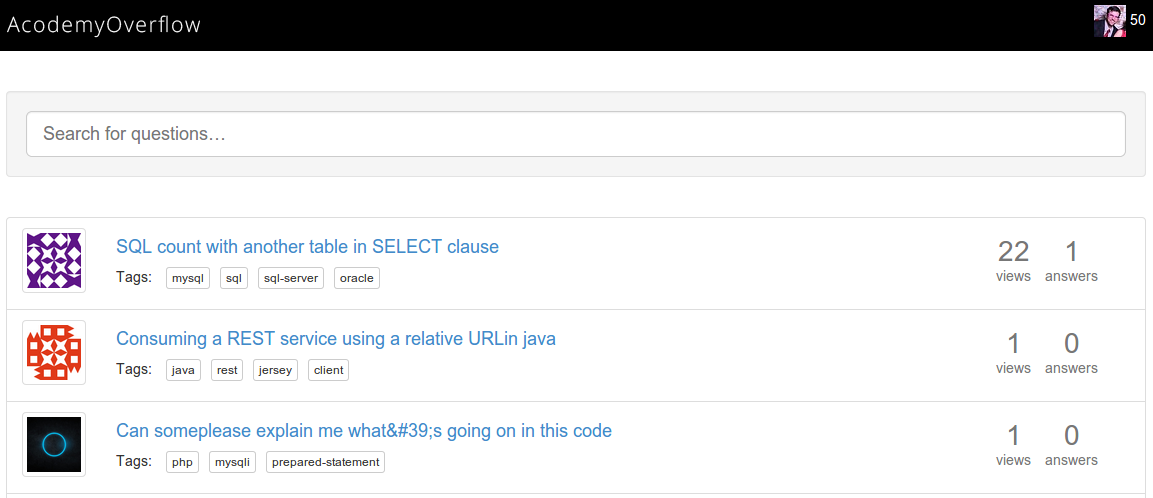 AcodemyOverflow
50
Search for questions…
SQL count with another table in SELECT clause
22 1
Tags: mysql sql sql-server oracle
views answers
Consuming a REST service using a relative URLin java
1 0
Tags: java rest jersey client
views answers
Can someplease explain me what&#39;s going on in this code
1 0
Tags: php mysqli prepared-statement
views answers